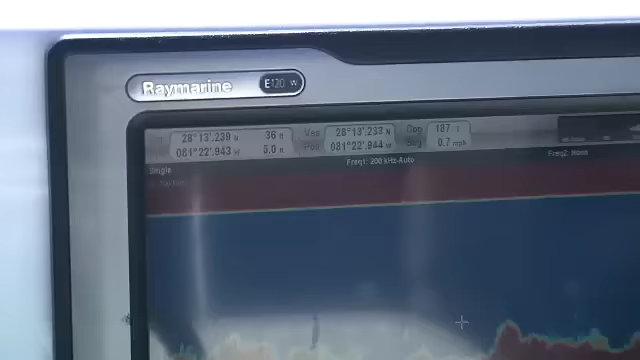 Raymarine E120 W
28°13'.239 N 36 ft Ves 28°13'.233 N Cog 187 T
081°22'.943 W 5.0 ft Pos 081°22'.944 W Sog 0.7 mph
Single Freq1: 200 kHz-Auto Freq2: None